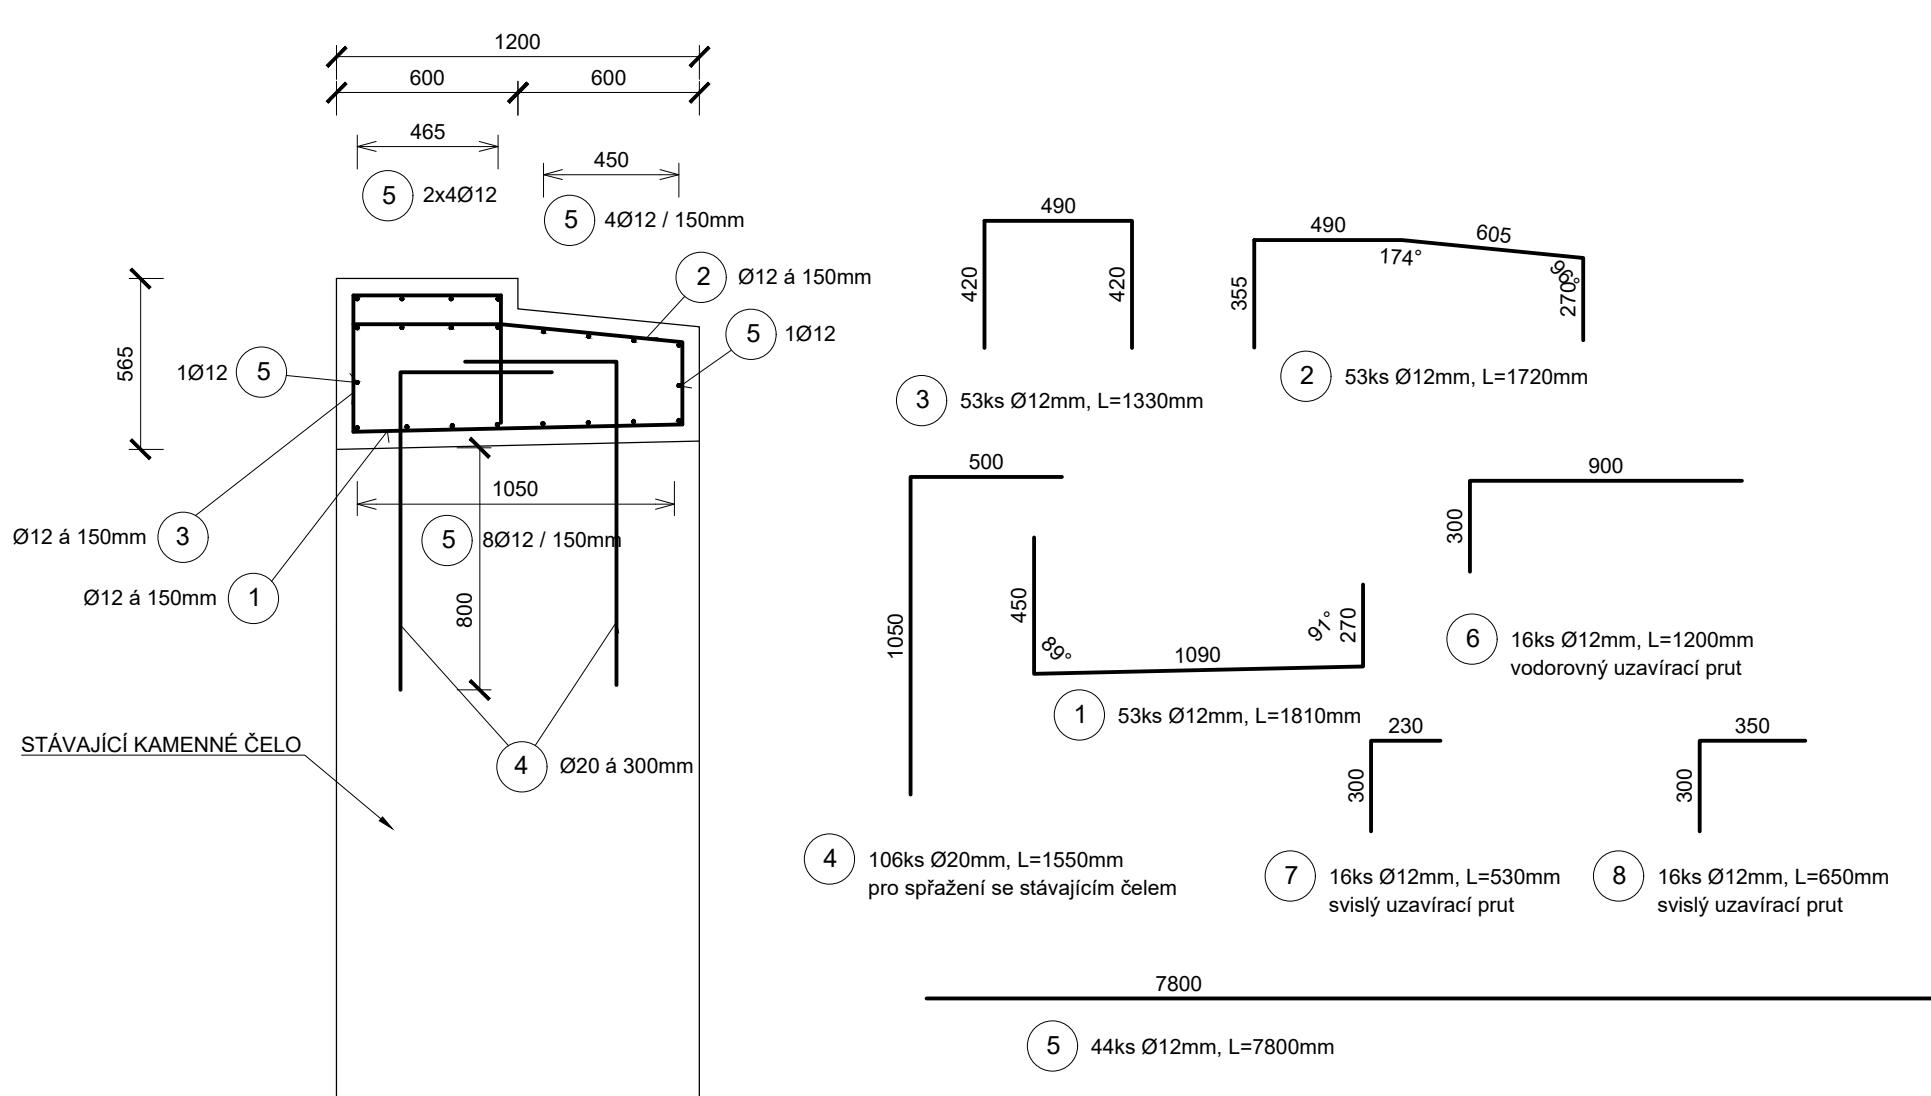 1200
600
600
465
450
5 2x4Ø12
5 4Ø12 / 150mm
2 Ø12 á 150mm
5 1Ø12
565
1Ø12 5
1050
5 8Ø12 / 150mm
Ø12 á 150mm 3
Ø12 á 150mm 1
800
STÁVAJÍCÍ KAMENNÉ ČELO
4 Ø20 á 300mm
490
420
420
3 53ks Ø12mm, L=1330mm
490
605
174°
96°
355
270
2 53ks Ø12mm, L=1720mm
500
1050
4 106ks Ø20mm, L=1550mm
pro spřažení se stávajícím čelem
450
89°
1090
91°
270
1 53ks Ø12mm, L=1810mm
900
300
6 16ks Ø12mm, L=1200mm
vodorovný uzavírací prut
230
300
7 16ks Ø12mm, L=530mm
svislý uzavírací prut
350
300
8 16ks Ø12mm, L=650mm
svislý uzavírací prut
7800
5 44ks Ø12mm, L=7800mm